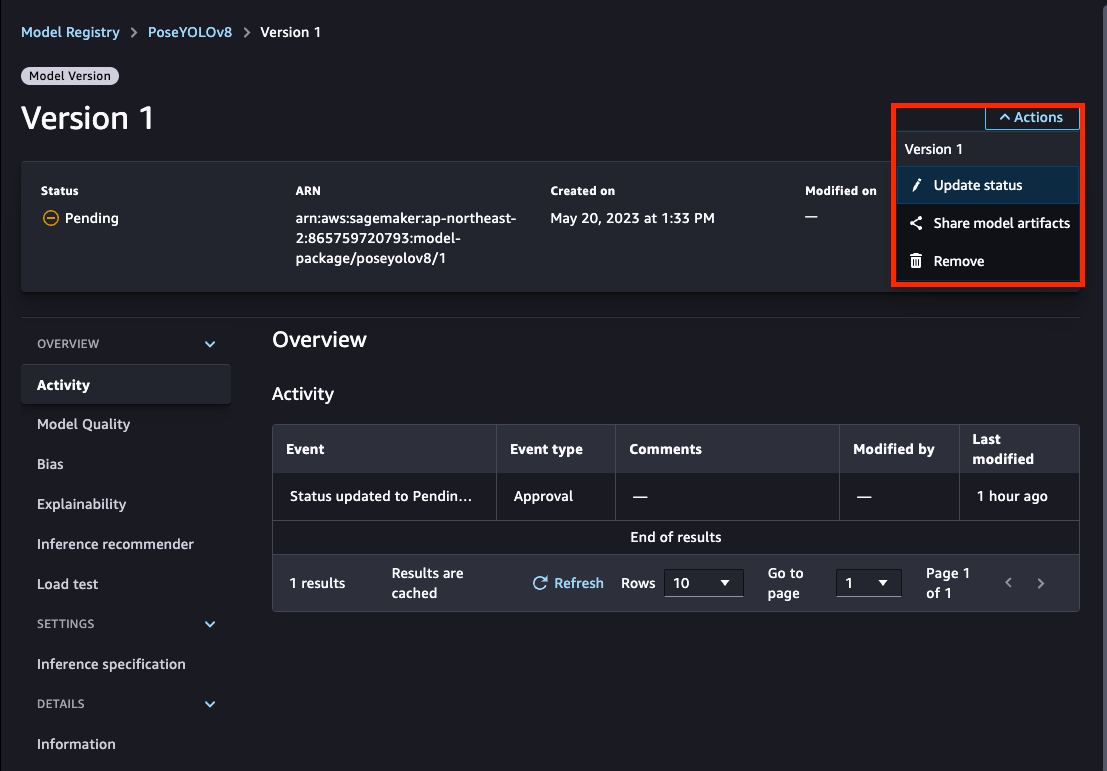 Model Registry > PoseYOLOv8 > Version 1
Model Version
Version 1
Actions
Version 1
Update status
Share model artifacts
Remove
Status
Pending
ARN
arn:aws:sagemaker:ap-northeast-
2:865759720793:model-
package/poseyolov8/1
Created on
May 20, 2023 at 1:33 PM
Modified on
—
OVERVIEW
Activity
Model Quality
Bias
Explainability
Inference recommender
Load test
SETTINGS
Inference specification
DETAILS
Information
Overview
Activity
Event Event type Comments Modified by Last
modified
Status updated to Pendin... Approval — — 1 hour ago
End of results
1 results
Results are
cached
Refresh
Rows 10
Go to
page
1
Page 1
of 1